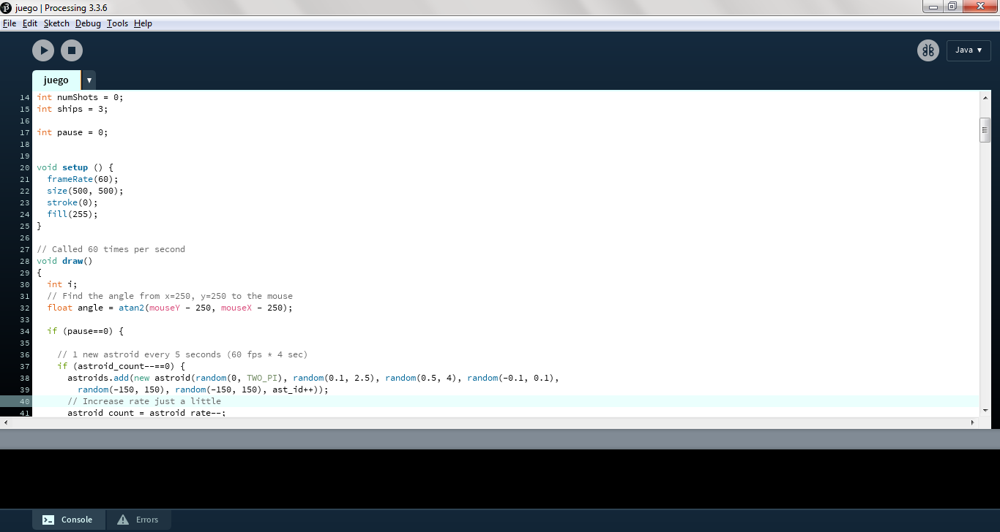 juego | Processing 3.3.6
File Edit Sketch Debug Tools Help
Java ▼
juego ▼
14 int numShots = 0;
15 int ships = 3;
16
17 int pause = 0;
18
19
20 void setup () {
21   frameRate(60);
22   size(500, 500);
23   stroke(0);
24   fill(255);
25 }
26
27 // Called 60 times per second
28 void draw()
29 {
30   int i;
31   // Find the angle from x=250, y=250 to the mouse
32   float angle = atan2(mouseY - 250, mouseX - 250);
33
34   if (pause==0) {
35
36     // 1 new astroid every 5 seconds (60 fps * 4 sec)
37     if (astroid_count--==0) {
38       astroids.add(new astroid(random(0, TWO_PI), random(0.1, 2.5), random(0.5, 4), random(-0.1, 0.1),
39         random(-150, 150), random(-150, 150), ast_id++));
40       // Increase rate just a little
41       astroid_count = astroid_rate--;
Console Errors